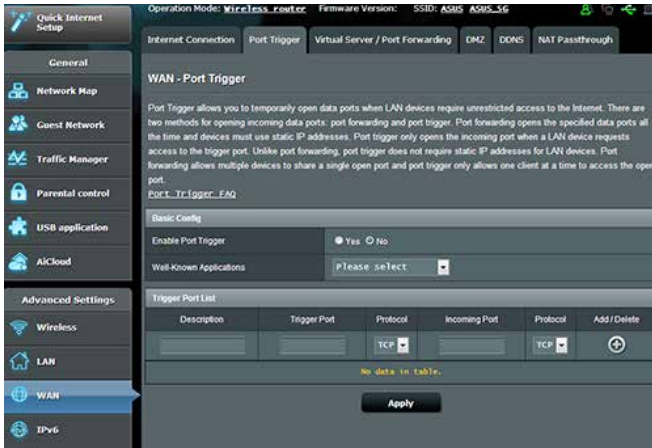 Quick Internet
Setup
Operation Mode: Wireless router Firmware Version: SSID: ASUS ASUS_5G
Internet Connection Port Trigger Virtual Server / Port Forwarding DMZ DDNS NAT Passthrough
General
Network Map
Guest Network
Traffic Manager
Parental control
USB application
AiCloud
Advanced Settings
Wireless
LAN
WAN
IPv6
WAN - Port Trigger
Port Trigger allows you to temporarily open data ports when LAN devices require unrestricted access to the Internet. There are
two methods for opening incoming data ports: port forwarding and port trigger. Port forwarding opens the specified data ports all
the time and devices must use static IP addresses. Port trigger only opens the incoming port when a LAN device requests
access to the trigger port. Unlike port forwarding, port trigger does not require static IP addresses for LAN devices. Port
forwarding allows multiple devices to share a single open port and port trigger only allows one client at a time to access the open
port.
Port Trigger FAQ
Basic Config
Enable Port Trigger Yes No
Well-Known Applications Please select
Trigger Port List
Description Trigger Port Protocol Incoming Port Protocol Add / Delete
TCP TCP
No data in table.
Apply